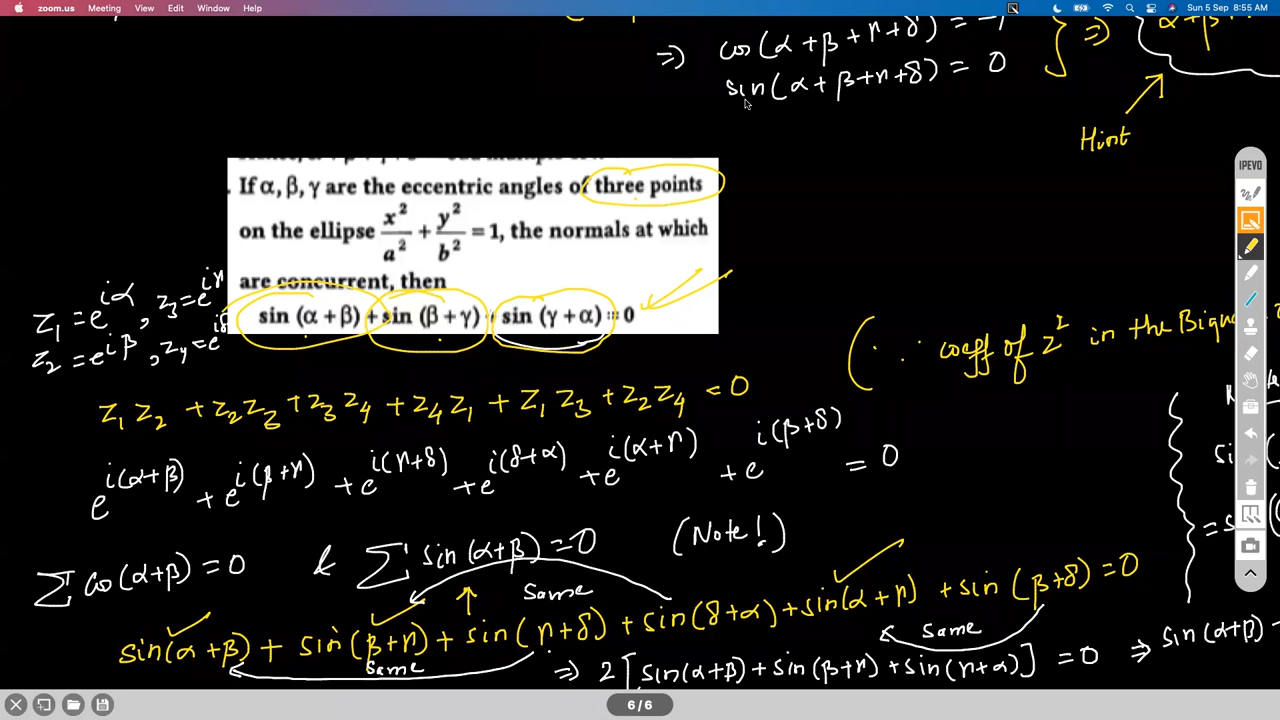 zoom.us Meeting View Edit Window Help Sun 5 Sep 8:55 AM
⇒ cos(α+β+γ+δ) = -1
sin(α+β+γ+δ) = 0
} ⇒
α+β+
Hint
IPEVO
. If α, β, γ are the eccentric angles of three points
on the ellipse x²/a² + y²/b² = 1, the normals at which
are concurrent, then
sin (α + β) + sin (β + γ) + sin (γ + α) = 0
z₁ = e^{iα}, z₃ = e^{iγ}
z₂ = e^{iβ}, z₄ = e^{iδ}
(∵ coeff of z² in the
z₁z₂ + z₂z₃ + z₃z₄ + z₄z₁ + z₁z₃ + z₂z₄ = 0
e^{i(α+β)} + e^{i(β+γ)} + e^{i(γ+δ)} + e^{i(δ+α)} + e^{i(α+γ)} + e^{i(β+δ)} = 0
Σ cos(α+β) = 0 & Σ sin(α+β) = 0 (Note!)
same
sin(α+β) + sin(β+γ) + sin(γ+δ) + sin(δ+α) + sin(α+γ) + sin(β+δ) = 0
same same
⇒ 2[sin(α+β) + sin(β+γ) + sin(γ+α)] = 0 ⇒ sin(α+β) +
6/6